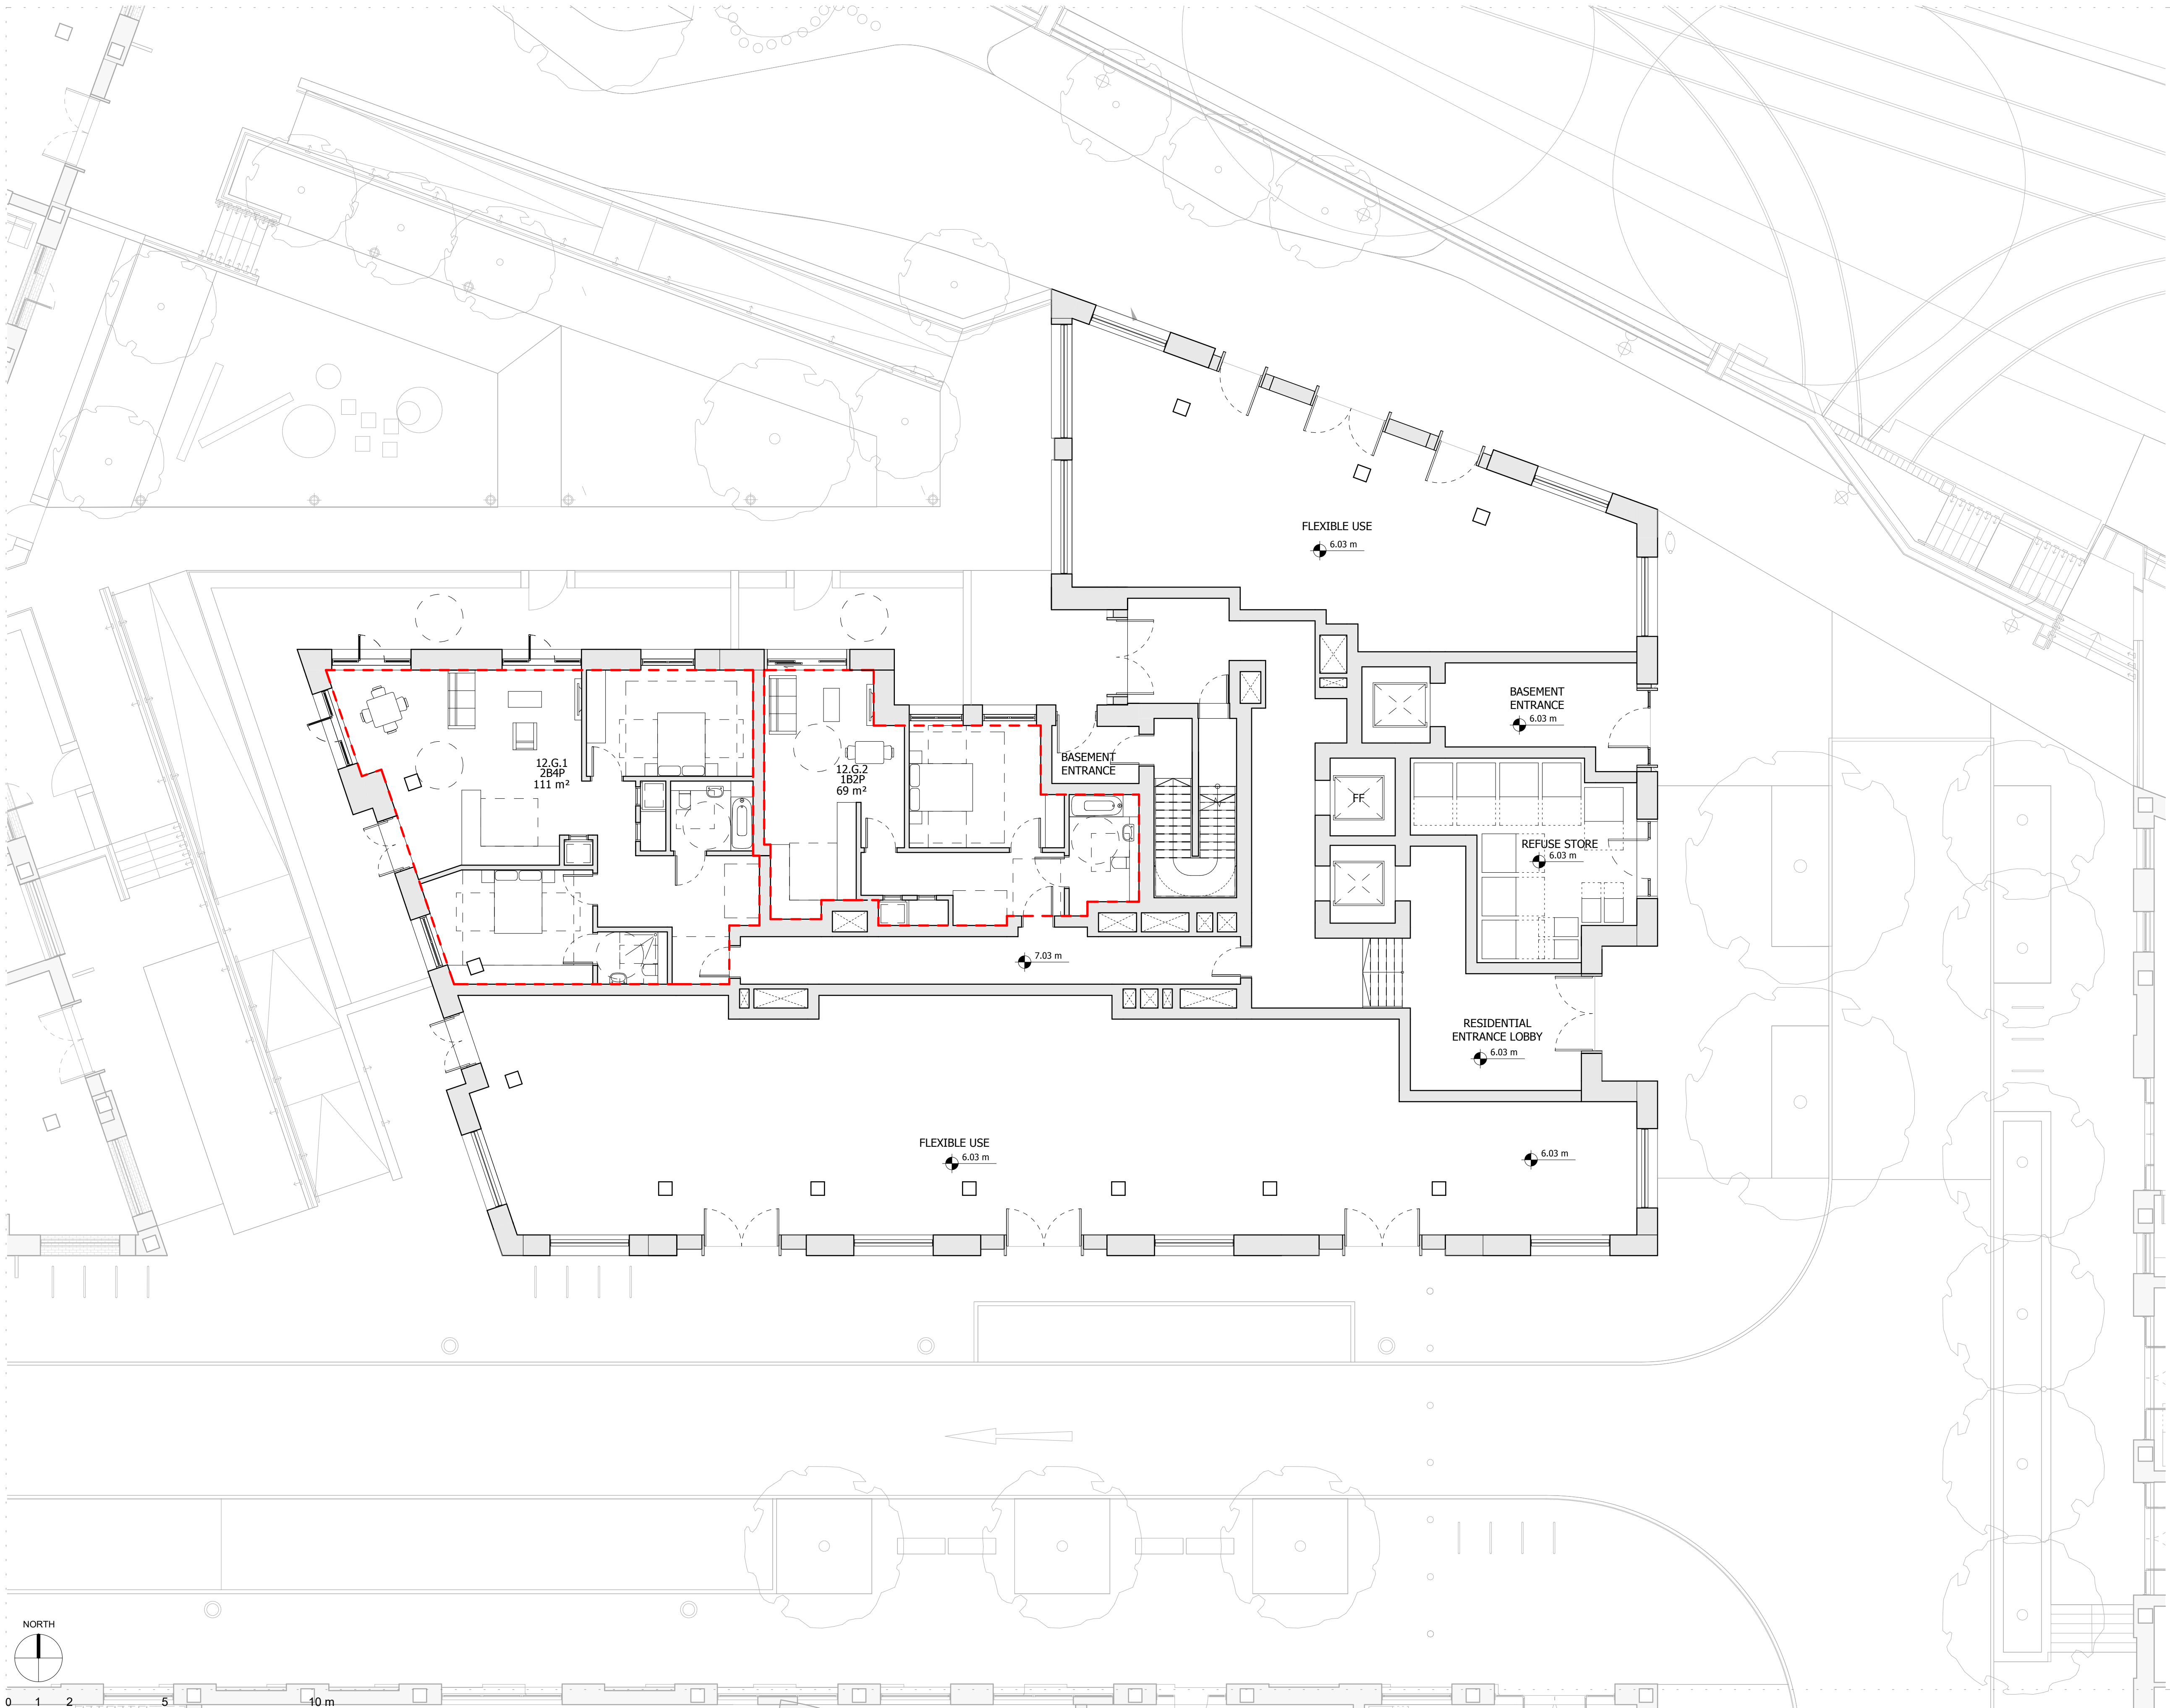 FLEXIBLE USE
6.03 m
BASEMENT
ENTRANCE
6.03 m
12.G.1
2B4P
111 m²
12.G.2
1B2P
69 m²
BASEMENT
ENTRANCE
FF
REFUSE STORE
6.03 m
7.03 m
RESIDENTIAL
ENTRANCE LOBBY
6.03 m
FLEXIBLE USE
6.03 m
6.03 m
NORTH
0 1 2 5 10 m